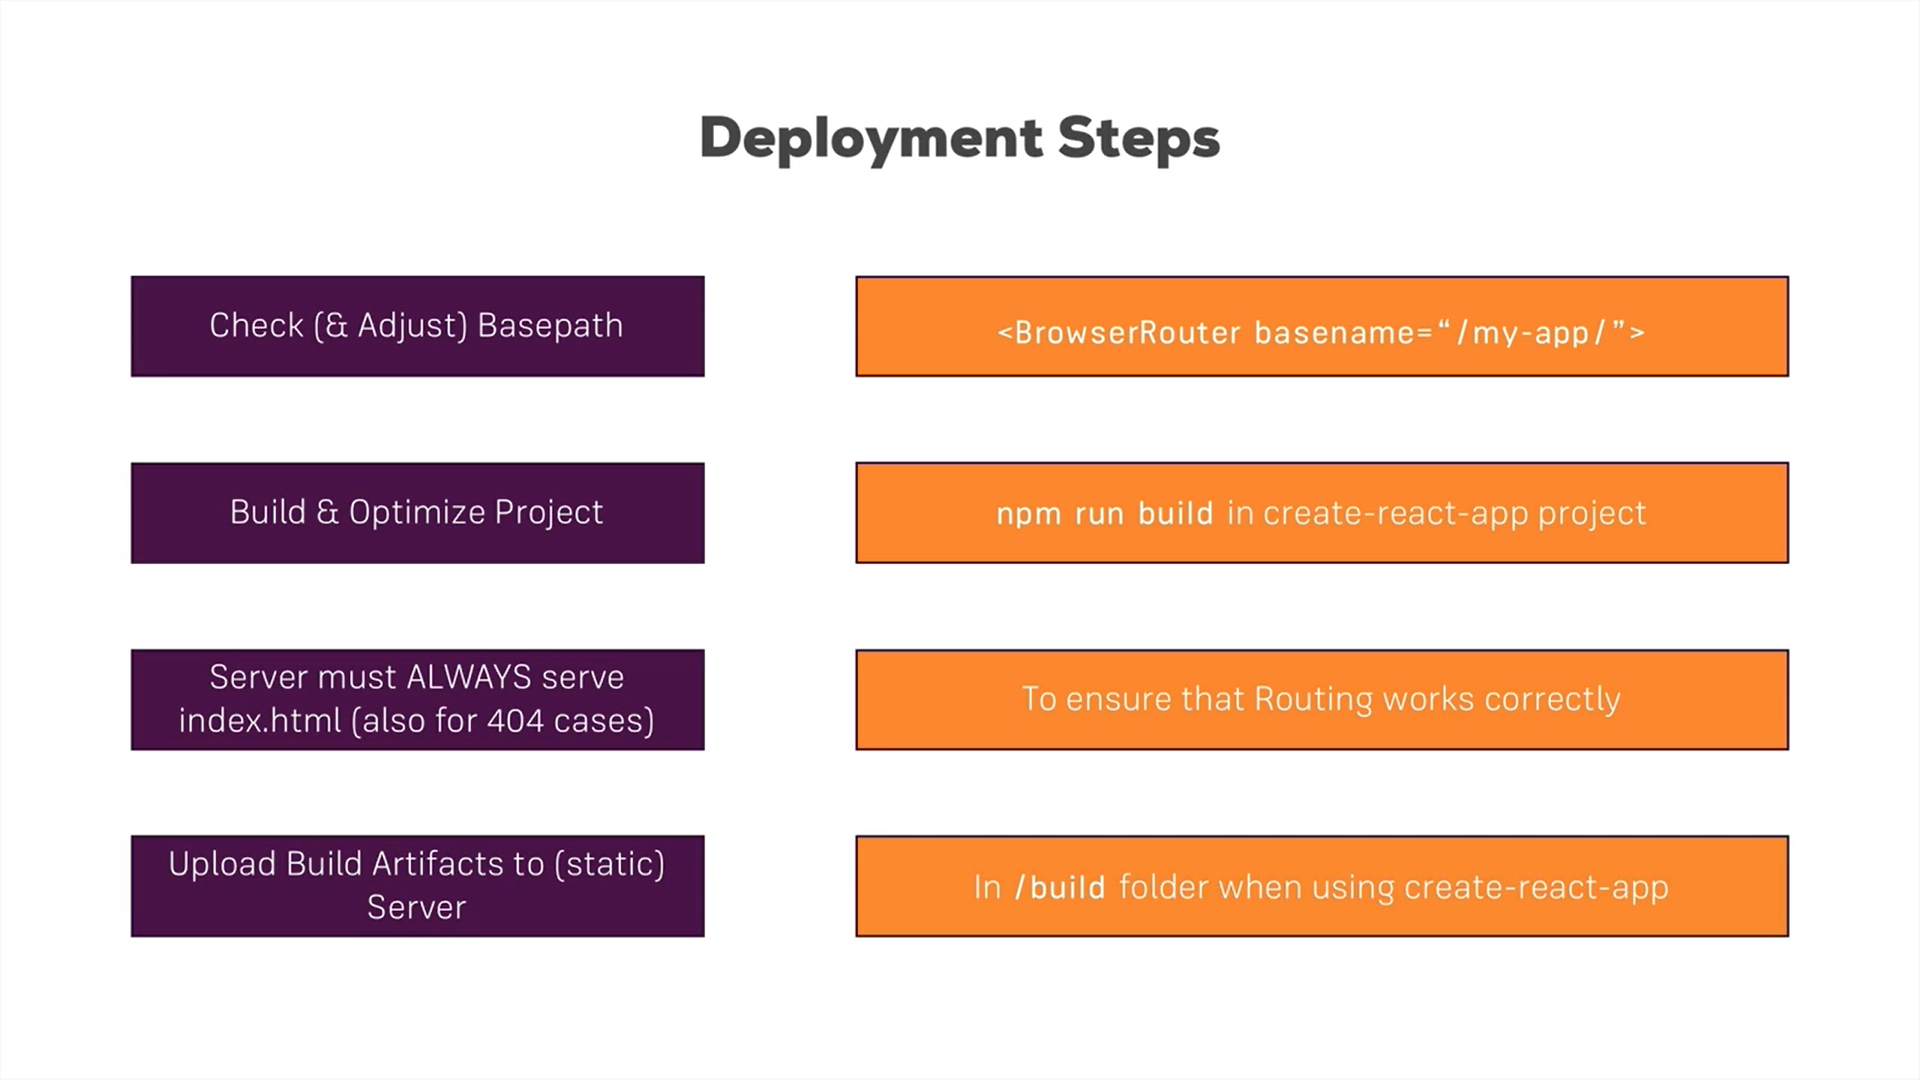 Deployment Steps
Check (& Adjust) Basepath
<BrowserRouter basename=“/my-app/”>
Build & Optimize Project
npm run build in create-react-app project
Server must ALWAYS serve
index.html (also for 404 cases)
To ensure that Routing works correctly
Upload Build Artifacts to (static)
Server
In /build folder when using create-react-app